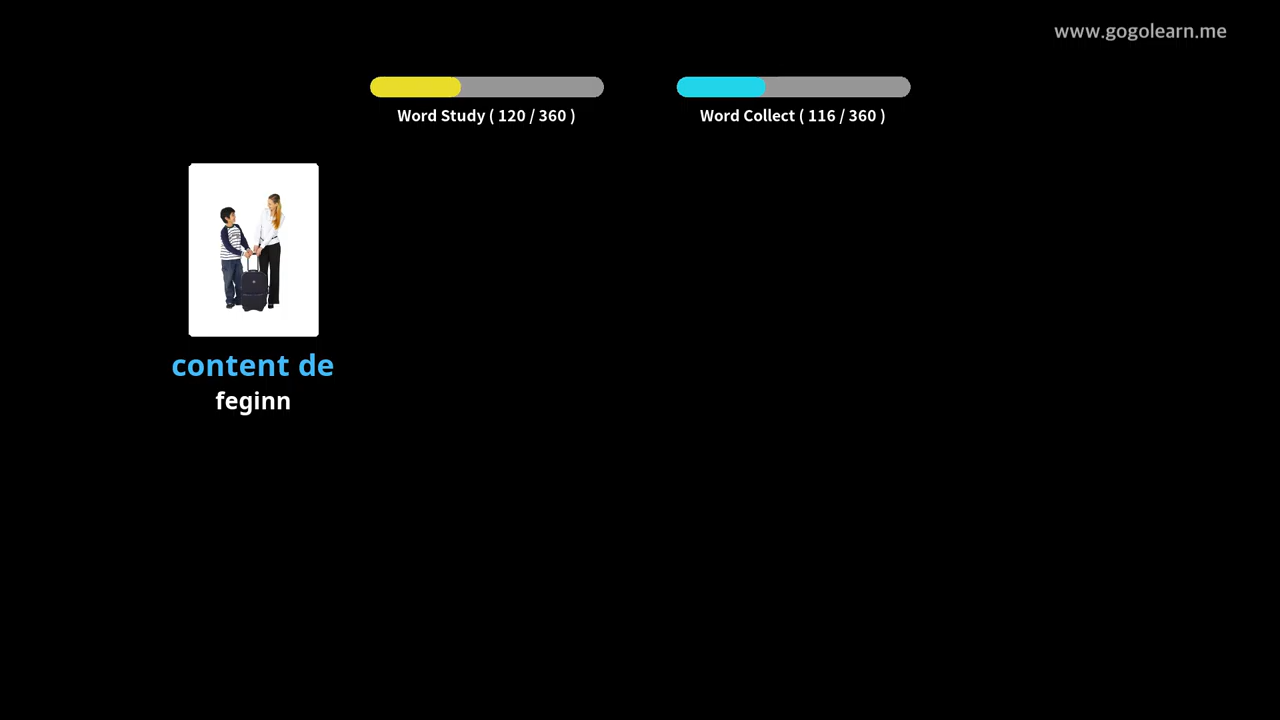 www.gogolearn.me
Word Study ( 120 / 360 )
Word Collect ( 116 / 360 )
content de
feginn